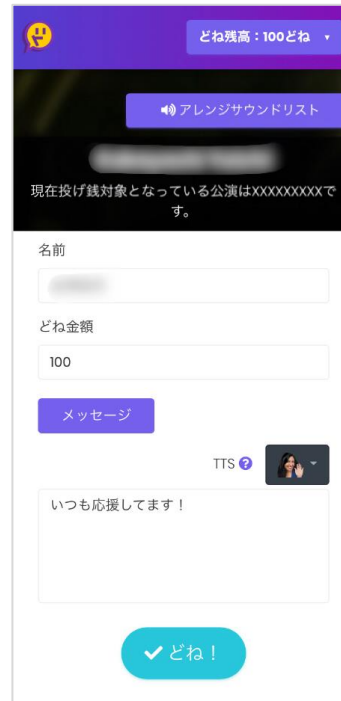 どね残高：100どね
アレンジサウンドリスト
現在投げ銭対象となっている公演はXXXXXXXXXで
す。
名前
どね金額
100
メッセージ
TTS
いつも応援してます！
どね！